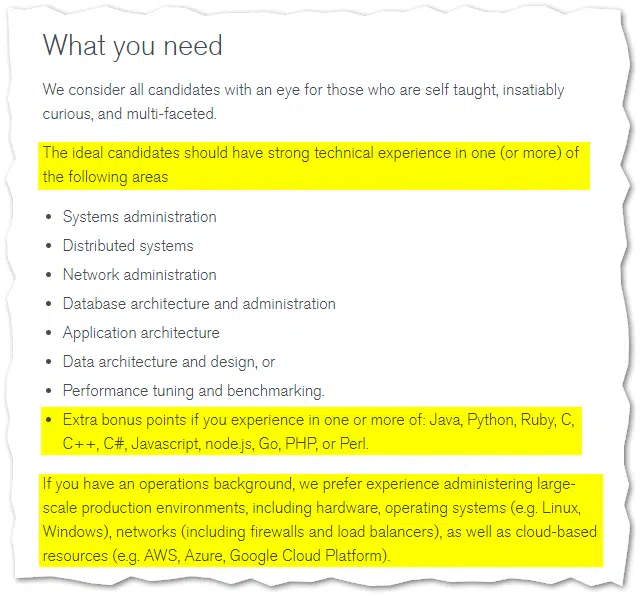 What you need
We consider all candidates with an eye for those who are self taught, insatiably
curious, and multi-faceted.
The ideal candidates should have strong technical experience in one (or more) of
the following areas
• Systems administration
• Distributed systems
• Network administration
• Database architecture and administration
• Application architecture
• Data architecture and design, or
• Performance tuning and benchmarking.
• Extra bonus points if you experience in one or more of: Java, Python, Ruby, C,
C++, C#, Javascript, node.js, Go, PHP, or Perl.
If you have an operations background, we prefer experience administering large-
scale production environments, including hardware, operating systems (e.g. Linux,
Windows), networks (including firewalls and load balancers), as well as cloud-based
resources (e.g. AWS, Azure, Google Cloud Platform).